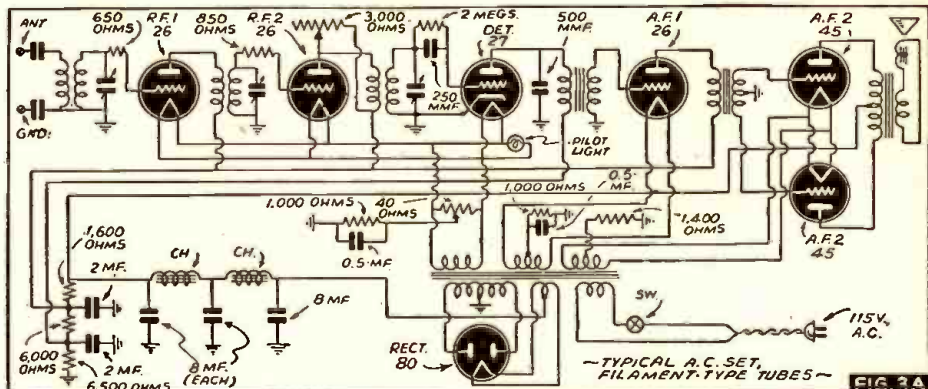 ANT
GND.
650 OHMS
R.F.1
26
850 OHMS
R.F.2
26
3,000 OHMS
2 MEGS.
250 MMF.
DET.
27
500 MMF.
A.F.1
26
A.F.2
45
PILOT LIGHT
A.F.2
45
1,000 OHMS
0.5-MF.
40 OHMS
1,000 OHMS
0.5-MF.
1,400 OHMS
1,600 OHMS
2 MF.
CH.
CH.
8 MF
6,000 OHMS
2 MF.
6,500 OHMS
8 MF. (EACH)
RECT. 80
SW.
115V. A.C.
~TYPICAL A.C. SET,
FILAMENT-TYPE TUBES~
FIG. 2A